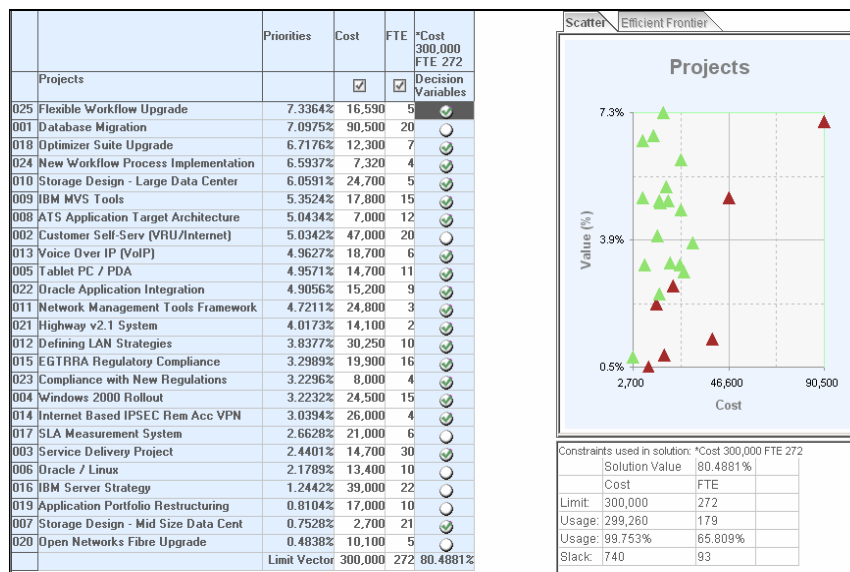 Priorities Cost FTE *Cost 300,000 FTE 272
Projects Decision Variables
025 Flexible Workflow Upgrade 7.3364% 16,590 5
001 Database Migration 7.0975% 90,500 20
018 Optimizer Suite Upgrade 6.7176% 12,300 7
024 New Workflow Process Implementation 6.5937% 7,320 4
010 Storage Design - Large Data Center 6.0591% 24,700 5
009 IBM MVS Tools 5.3524% 17,800 15
008 ATS Application Target Architecture 5.0434% 7,000 12
002 Customer Self-Serv (VRU/Internet) 5.0342% 47,000 20
013 Voice Over IP (VoIP) 4.9627% 18,700 6
005 Tablet PC / PDA 4.9571% 14,700 11
022 Oracle Application Integration 4.9056% 15,200 9
011 Network Management Tools Framework 4.7211% 24,800 3
021 Highway v2.1 System 4.0173% 14,100 2
012 Defining LAN Strategies 3.8377% 30,250 10
015 EGTRRA Regulatory Compliance 3.2989% 19,900 16
023 Compliance with New Regulations 3.2296% 8,000 4
004 Windows 2000 Rollout 3.2232% 24,500 15
014 Internet Based IPSEC Rem Acc VPN 3.0394% 26,000 4
017 SLA Measurement System 2.6628% 21,000 6
003 Service Delivery Project 2.4401% 14,700 30
006 Oracle / Linux 2.1789% 13,400 10
016 IBM Server Strategy 1.2442% 39,000 22
019 Application Portfolio Restructuring 0.8104% 17,000 10
007 Storage Design - Mid Size Data Cent 0.7528% 2,700 21
020 Open Networks Fibre Upgrade 0.4838% 10,100 5
Limit Vector 300,000 272 80.4881%
Scatter Efficient Frontier
Projects
7.3%
3.9%
0.5%
Value (%)
2,700 46,600 90,500
Cost
Constraints used in solution: *Cost 300,000 FTE 272
Solution Value 80.4881%
Cost FTE
Limit: 300,000 272
Usage: 299,260 179
Usage: 99.753% 65.809%
Slack: 740 93